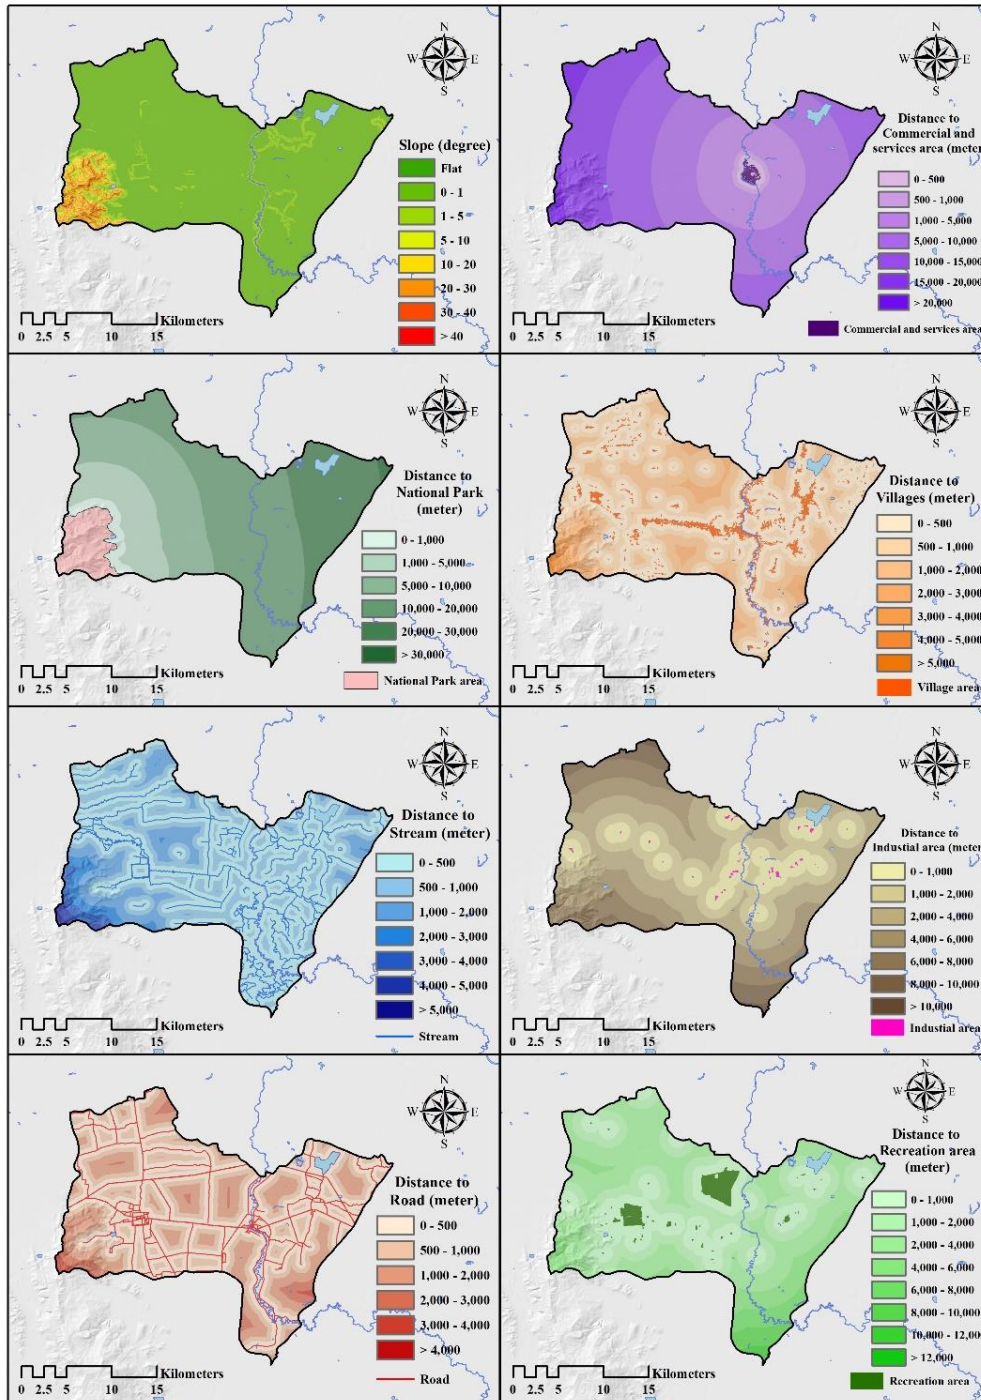 N
W
E
S
Slope (degree)
Flat
0 - 1
1 - 5
5 - 10
10 - 20
20 - 30
30 - 40
> 40
Kilometers
0 2.5 5 10 15
N
W
E
S
Distance to
Commercial and
services area (meter
0 - 500
500 - 1,000
1,000 - 5,000
5,000 - 10,000
10,000 - 15,000
15,000 - 20,000
> 20,000
Commercial and services area
Kilometers
0 2.5 5 10 15
N
W
E
S
Distance to
National Park
(meter)
0 - 1,000
1,000 - 5,000
5,000 - 10,000
10,000 - 20,000
20,000 - 30,000
> 30,000
National Park area
Kilometers
0 2.5 5 10 15
N
W
E
S
Distance to
Villages (meter)
0 - 500
500 - 1,000
1,000 - 2,000
2,000 - 3,000
3,000 - 4,000
4,000 - 5,000
> 5,000
Village area
Kilometers
0 2.5 5 10 15
N
W
E
S
Distance to
Stream (meter)
0 - 500
500 - 1,000
1,000 - 2,000
2,000 - 3,000
3,000 - 4,000
4,000 - 5,000
> 5,000
Stream
Kilometers
0 2.5 5 10 15
N
W
E
S
Distance to
Industial area (meter
0 - 1,000
1,000 - 2,000
2,000 - 4,000
4,000 - 6,000
6,000 - 8,000
8,000 - 10,000
> 10,000
Industial area
Kilometers
0 2.5 5 10 15
N
W
E
S
Distance to
Road (meter)
0 - 500
500 - 1,000
1,000 - 2,000
2,000 - 3,000
3,000 - 4,000
> 4,000
Road
Kilometers
0 2.5 5 10 15
N
W
E
S
Distance to
Recreation area
(meter)
0 - 1,000
1,000 - 2,000
2,000 - 4,000
4,000 - 6,000
6,000 - 8,000
8,000 - 10,000
10,000 - 12,000
> 12,000
Recreation area
Kilometers
0 2.5 5 10 15